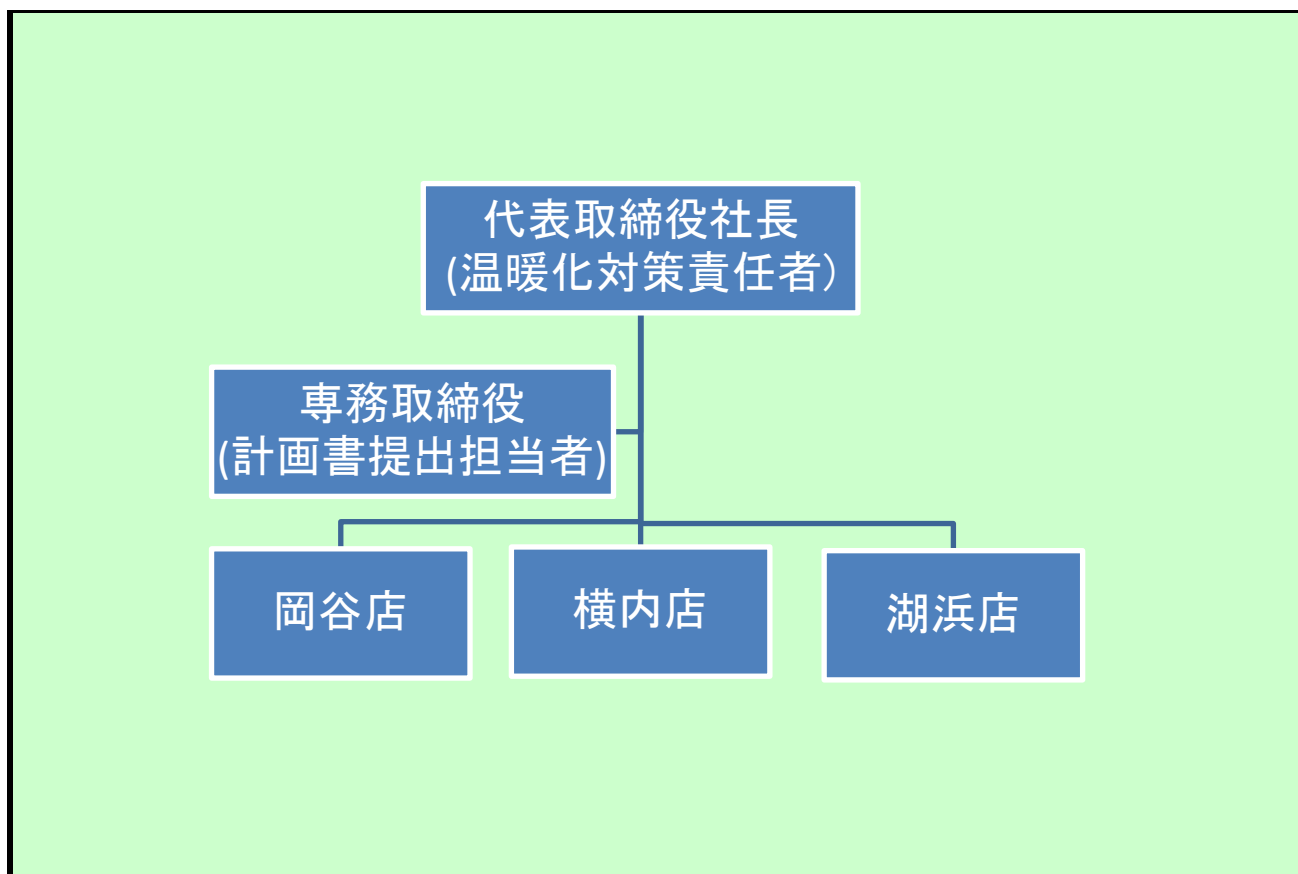 代表取締役社長
(温暖化対策責任者）
専務取締役
(計画書提出担当者)
岡谷店
横内店
湖浜店